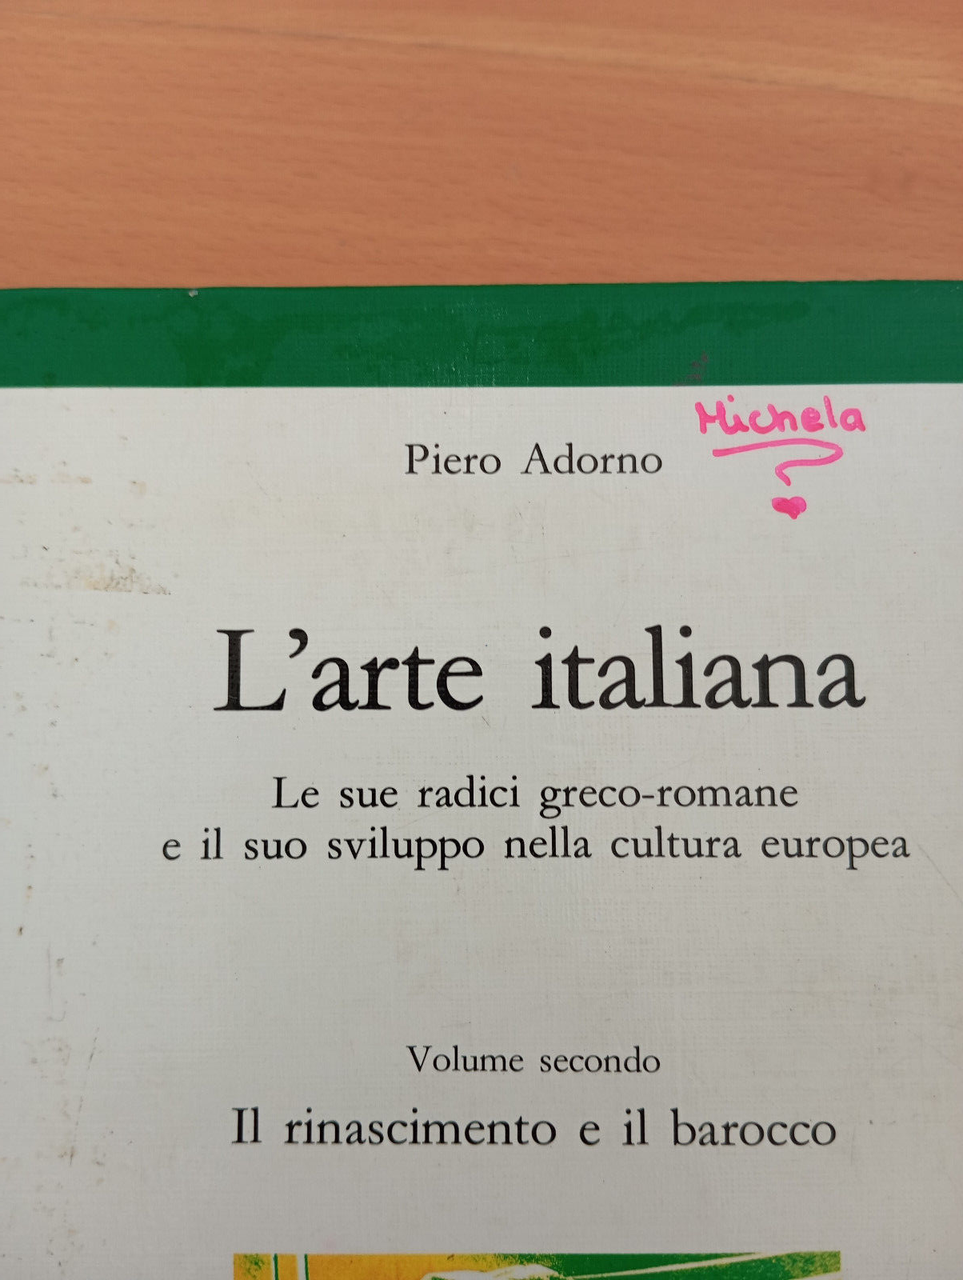 Michela
Piero Adorno
L'arte italiana
Le sue radici greco-romane
e il suo sviluppo nella cultura europea
Volume secondo
Il rinascimento e il barocco